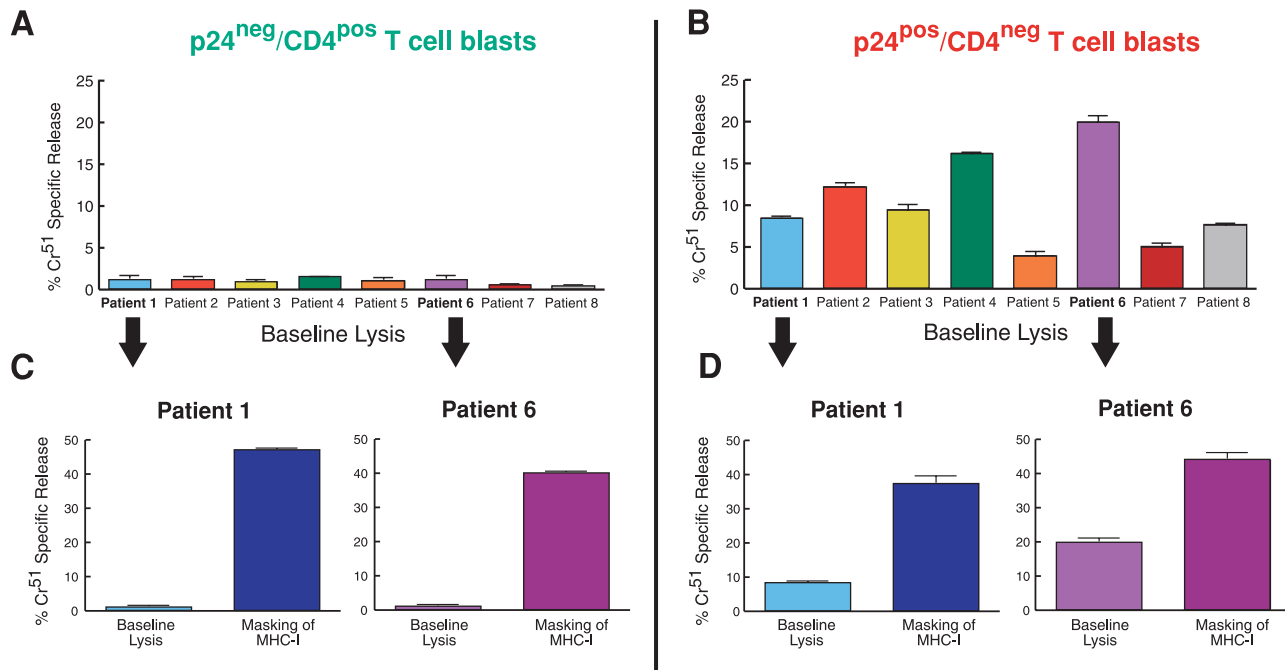 A
p24neg/CD4pos T cell blasts
% Cr51 Specific Release
25
20
15
10
5
0
Patient 1 Patient 2 Patient 3 Patient 4 Patient 5 Patient 6 Patient 7 Patient 8
Baseline Lysis
B
p24pos/CD4neg T cell blasts
% Cr51 Specific Release
25
20
15
10
5
0
Patient 1 Patient 2 Patient 3 Patient 4 Patient 5 Patient 6 Patient 7 Patient 8
Baseline Lysis
C
Patient 1
% Cr51 Specific Release
50
40
30
20
10
0
Baseline Masking of
Lysis MHC-I
Patient 6
50
40
30
20
10
0
Baseline Masking of
Lysis MHC-I
D
Patient 1
% Cr51 Specific Release
50
40
30
20
10
0
Baseline Masking of
Lysis MHC-I
Patient 6
50
40
30
20
10
0
Baseline Masking of
Lysis MHC-I